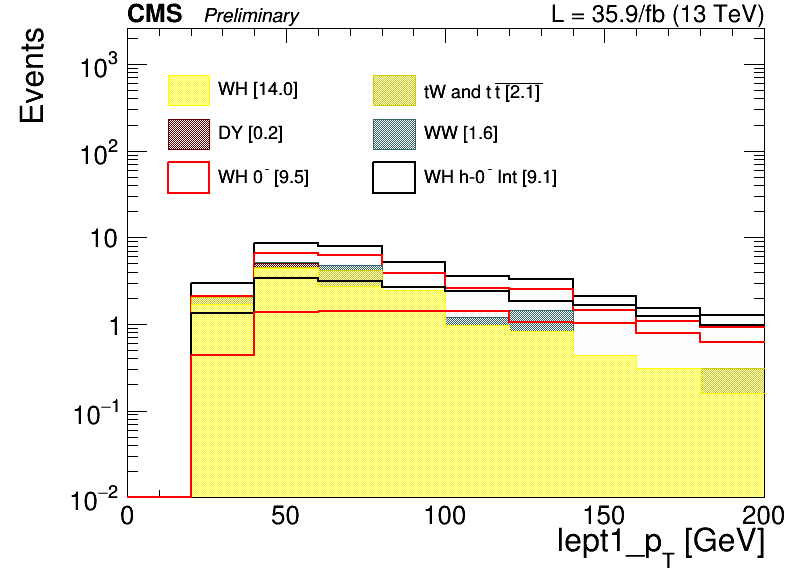 CMS Preliminary L = 35.9/fb (13 TeV)
Events
10³
10²
10
1
10⁻¹
10⁻²
WH [14.0] tW and t t̅ [2.1]
DY [0.2] WW [1.6]
WH 0⁻ [9.5] WH h-0⁻ Int [9.1]
0 50 100 150 200
lept1_p_T [GeV]